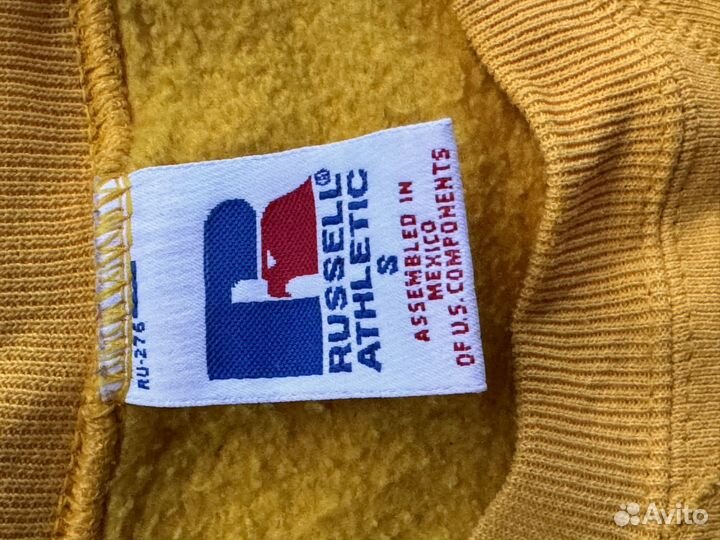 RUSSELL®
ATHLETIC
S
ASSEMBLED IN
MEXICO
OF U.S. COMPONENTS
RU-276
Avito